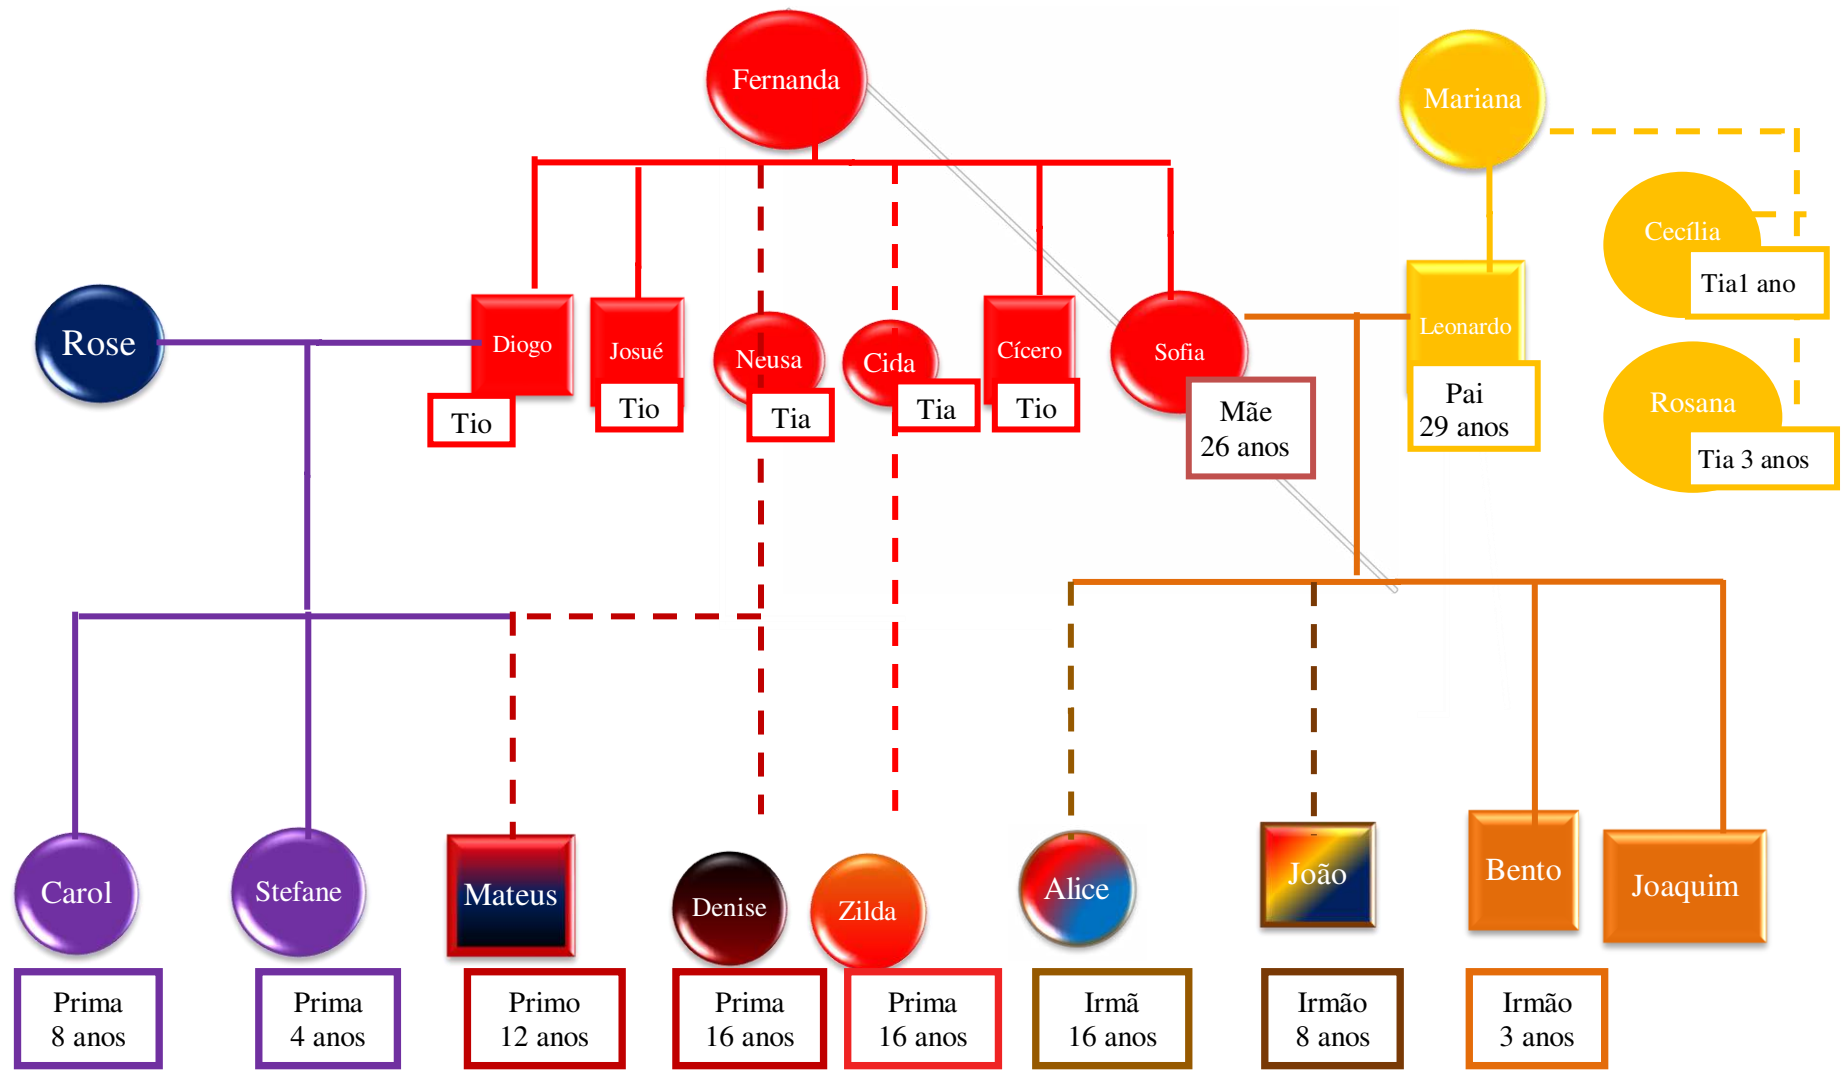 Fernanda
Mariana
Cecília
Tia1 ano
Rose
Diogo
Tio
Josué
Tio
Neusa
Tia
Cida
Tia
Cícero
Tio
Sofia
Mãe
26 anos
Leonardo
Pai
29 anos
Rosana
Tia 3 anos
Carol
Stefane
Mateus
Denise
Zilda
Alice
João
Bento
Joaquim
Prima
8 anos
Prima
4 anos
Primo
12 anos
Prima
16 anos
Prima
16 anos
Irmã
16 anos
Irmão
8 anos
Irmão
3 anos